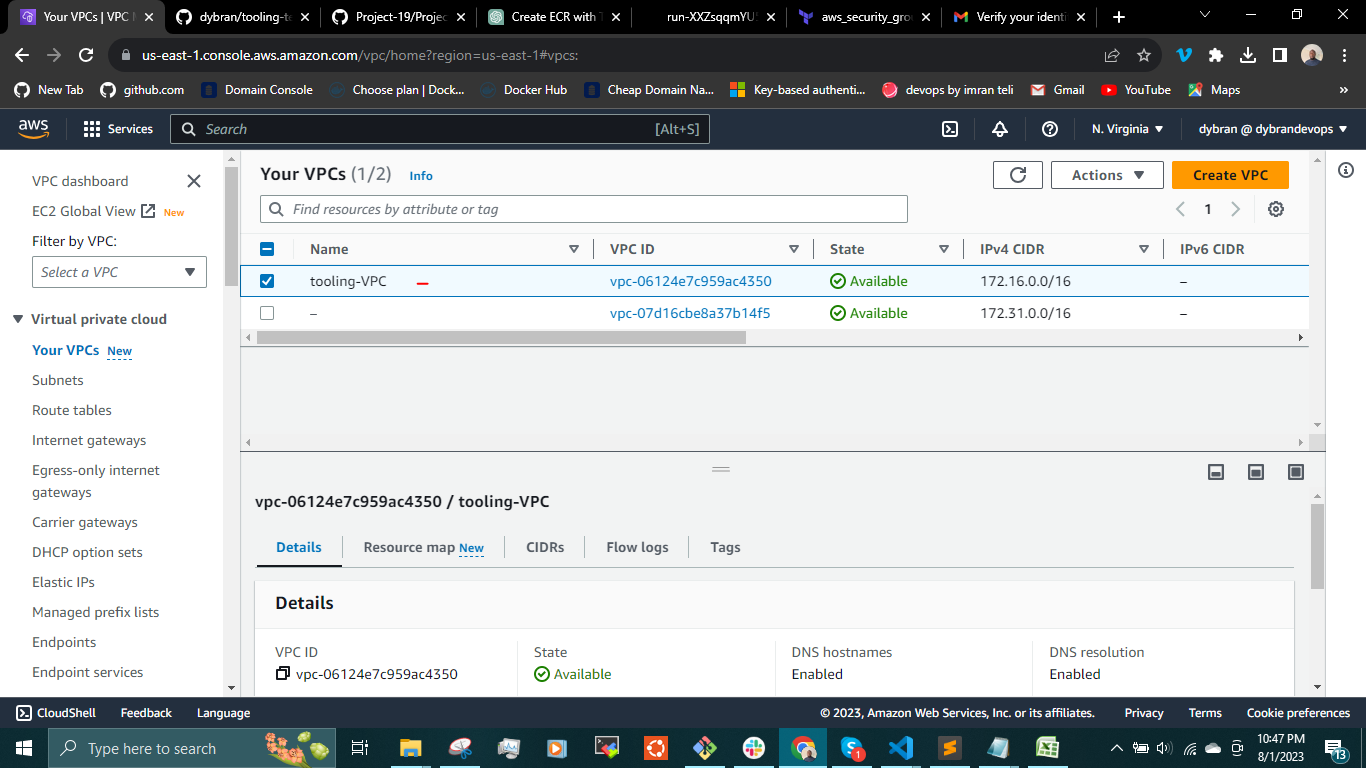 Your VPCs | VPC M
dybran/tooling-te
Project-19/Projec
Create ECR with T
run-XXZsqqmYU
aws_security_gro
Verify your identi
us-east-1.console.aws.amazon.com/vpc/home?region=us-east-1#vpcs:
New Tab
github.com
Domain Console
Choose plan | Dock...
Docker Hub
Cheap Domain Na...
Key-based authenti...
devops by imran teli
Gmail
YouTube
Maps
»
aws
Services
Search
[Alt+S]
N. Virginia
dybran @ dybrandevops
VPC dashboard
EC2 Global View New
Filter by VPC:
Select a VPC
Virtual private cloud
Your VPCs New
Subnets
Route tables
Internet gateways
Egress-only internet
gateways
Carrier gateways
DHCP option sets
Elastic IPs
Managed prefix lists
Endpoints
Endpoint services
Your VPCs (1/2) Info
Actions
Create VPC
Find resources by attribute or tag
1
Name VPC ID State IPv4 CIDR IPv6 CIDR
tooling-VPC vpc-06124e7c959ac4350 Available 172.16.0.0/16 –
– vpc-07d16cbe8a37b14f5 Available 172.31.0.0/16 –
vpc-06124e7c959ac4350 / tooling-VPC
Details
Resource map New
CIDRs
Flow logs
Tags
Details
VPC ID
vpc-06124e7c959ac4350
State
Available
DNS hostnames
Enabled
DNS resolution
Enabled
CloudShell
Feedback
Language
© 2023, Amazon Web Services, Inc. or its affiliates.
Privacy
Terms
Cookie preferences
Type here to search
1
10:47 PM
8/1/2023
13